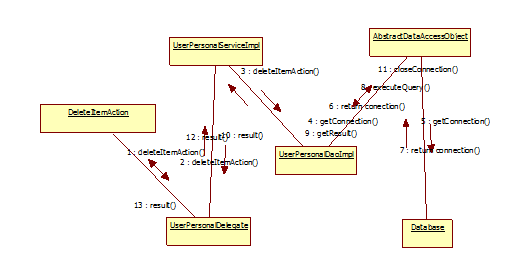 AbstractDataAccessObject
UserPersonalServiceImpl
11 : closeConnection()
3 : deleteItemAction()
8 : executeQuery()
6 : return conection()
DeleteItemAction
4 : getConnection()
5 : getConnection()
9 : getResult()
12 : result()
10 : result()
1 : deleteItemAction()
7 : return connection()
2 : deleteItemAction()
UserPersonalDaoImpl
13 : result()
UserPersonalDelegate
Database